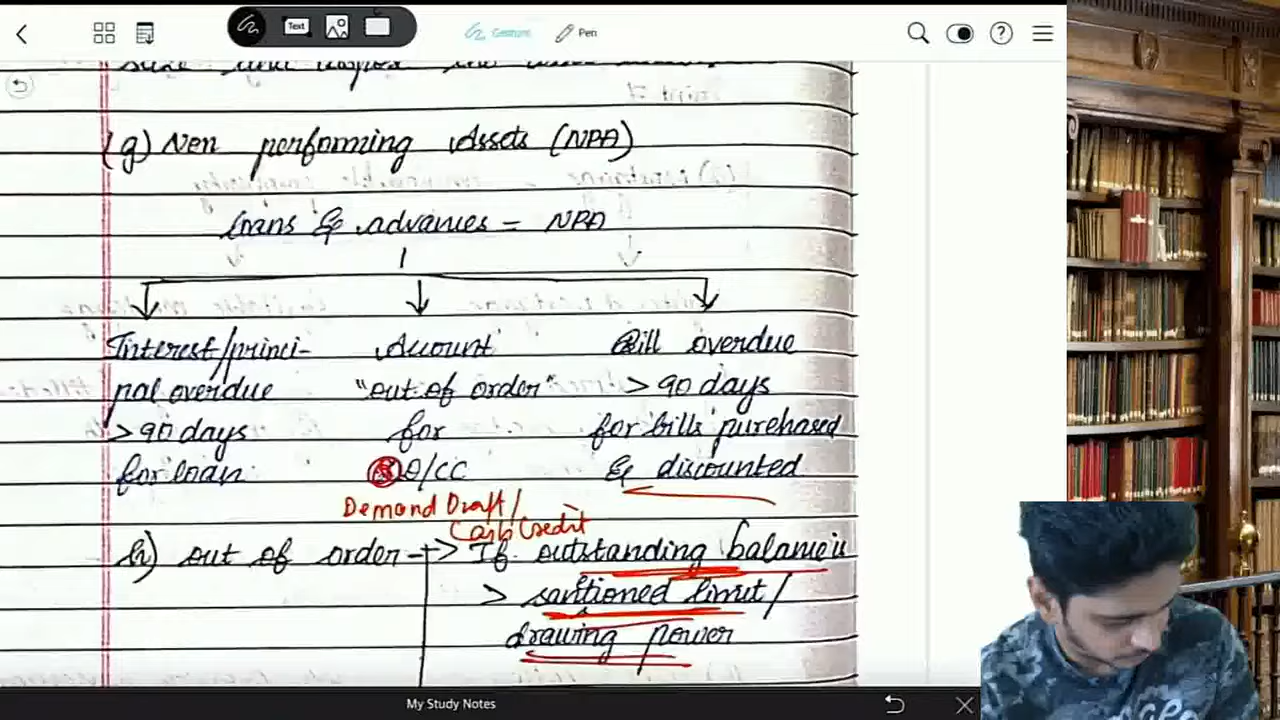 Text
Gesture
Pen
(g) Non performing Assets (NPA)
Loans & advances = NPA
Interest/princi-
pal overdue
>90 days
for loan
Account
"out of order"
for
/CC
Demand Draft/
Cash Credit
Bill overdue
> 90 days
for bills purchased
& discounted
h) out of order -> If outstanding balance is
> santioned limit/
drawing power
My Study Notes